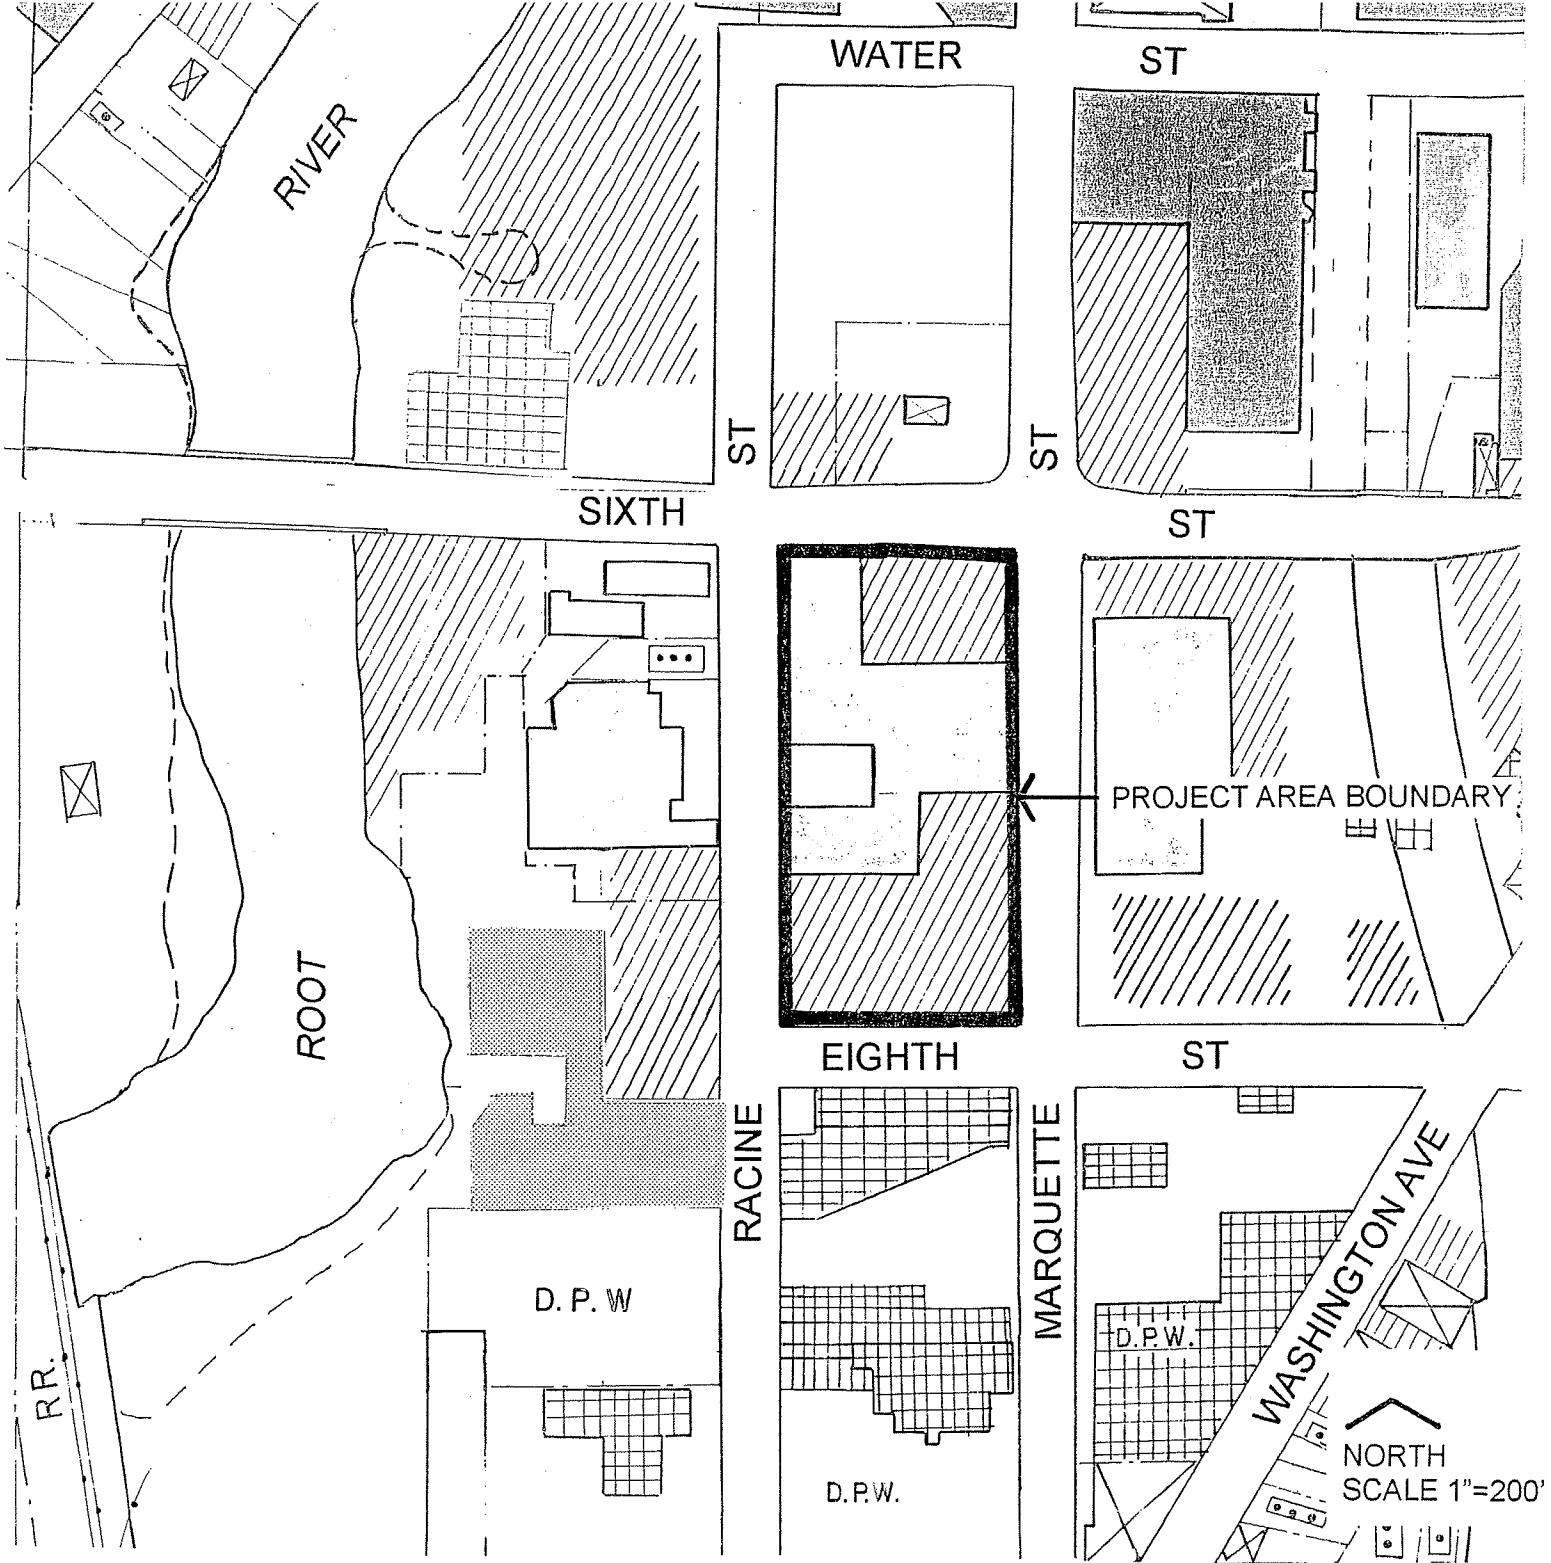 WATER ST
RIVER
ST
ST
SIXTH ST
PROJECT AREA BOUNDARY
ROOT
EIGHTH ST
RACINE
MARQUETTE
WASHINGTON AVE
D.P.W
D.P.W.
RR.
D.P.W.
NORTH
SCALE 1"=200'